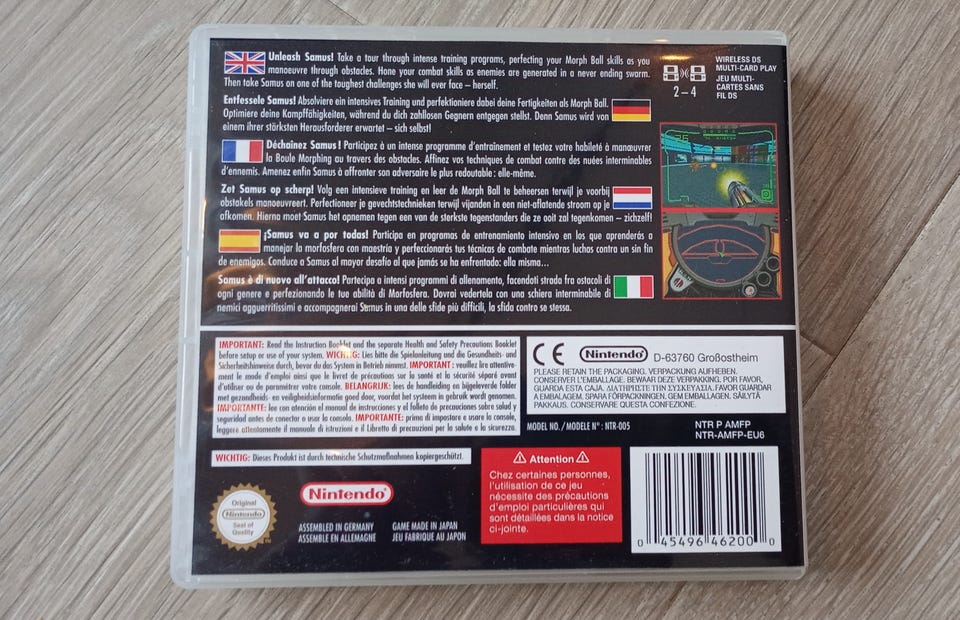 Unleash Samus! Take a tour through intense training programs, perfecting your Morph Ball skills as you
manoeuvre through obstacles. Hone your combat skills as enemies are generated in a never ending swarm.
Then take Samus on one of the toughest challenges she will ever face – herself.
Entfessele Samus! Absolviere ein intensives Training und perfektioniere dabei deine Fertigkeiten als Morph Ball.
Optimiere deine Kampffähigkeiten, während du dich zahllosen Gegnern entgegen stellst. Denn Samus wird von
einem ihrer stärksten Herausforderer erwartet – sich selbst!
Déchaînez Samus ! Participez à un intense programme d'entraînement et testez votre habileté à manœuvrer
la Boule Morphing au travers des obstacles. Affinez vos techniques de combat contre des nuées interminables
d'ennemis. Amenez enfin Samus à affronter son adversaire le plus redoutable : elle-même.
Zet Samus op scherp! Volg een intensieve training en leer de Morph Ball te beheersen terwijl je voorbij
obstakels manoeuvreert. Perfectioneer je gevechtstechnieken terwijl vijanden in een niet-aflatende stroom op je
afkomen. Hierna moet Samus het opnemen tegen een van de sterkste tegenstanders die ze ooit zal tegenkomen – zichzelf!
¡Samus va a por todas! Participa en programas de entrenamiento intensivo en los que aprenderás a
manejar la morfosfera con maestría y perfeccionarás tus técnicas de combate mientras luchas contra un sin fin
de enemigos. Conduce a Samus al mayor desafío al que jamás se ha enfrentado: ella misma...
Samus è di nuovo all'attacco! Partecipa a intensi programmi di allenamento, facendoti strada fra ostacoli di
ogni genere e perfezionando le tue abilità di Morfosfera. Dovrai vedertela con una schiera interminabile di
nemici agguerritissimi e accompagnerai Samus in una delle sfide più difficili, la sfida contro se stessa.
WIRELESS DS
MULTI-CARD PLAY
JEU MULTI-
CARTES SANS
FIL DS
2–4
IMPORTANT: Read the Instruction Booklet and the separate Health and Safety Precautions Booklet
before setup or use of your system. WICHTIG: Lies bitte die Spielanleitung und die Gesundheits- und
Sicherheitshinweise durch, bevor du das System in Betrieb nimmst. IMPORTANT : veuillez lire attentive-
ment le mode d'emploi ainsi que le livret de précautions sur la santé et la sécurité séparé avant
d'utiliser ou de paramétrer votre console. BELANGRIJK: lees de handleiding en bijgeleverde folder
met gezondheids- en veiligheidsinformatie goed door, voordat het systeem in gebruik wordt genomen.
IMPORTANTE: lee con atención el manual de instrucciones y el folleto de precauciones sobre salud y
seguridad antes de conectar o usar la consola. IMPORTANTE: prima di impostare e usare la console,
leggere attentamente il manuale di istruzioni e il Libretto di precauzioni per la salute e la sicurezza.
CE Nintendo D-63760 Großostheim
PLEASE RETAIN THE PACKAGING. VERPACKUNG AUFHEBEN.
CONSERVER L'EMBALLAGE. BEWAAR DEZE VERPAKKING. POR FAVOR,
GUARDA ESTA CAJA. ΔΙΑΤΗΡΗΣΤΕ ΤΗΝ ΣΥΣΚΕΥΑΣΙΑ. FAVOR GUARDAR
A EMBALAGEM. SPARA FÖRPACKNINGEN. GEM EMBALLAGEN. SÄILYTÄ
PAKKAUS. CONSERVARE QUESTA CONFEZIONE.
MODEL NO. /MODELE N° : NTR-005
NTR P AMFP
NTR-AMFP-EU6
WICHTIG: Dieses Produkt ist durch technische Schutzmaßnahmen kopiergeschützt.
Original
Nintendo
Seal of
Quality
Nintendo®
ASSEMBLED IN GERMANY
ASSEMBLE EN ALLEMAGNE
GAME MADE IN JAPAN
JEU FABRIQUE AU JAPON
Attention
Chez certaines personnes,
l'utilisation de ce jeu
nécessite des précautions
d'emploi particulières qui
sont détaillées dans la notice
ci-jointe.
0 45496 46200 0